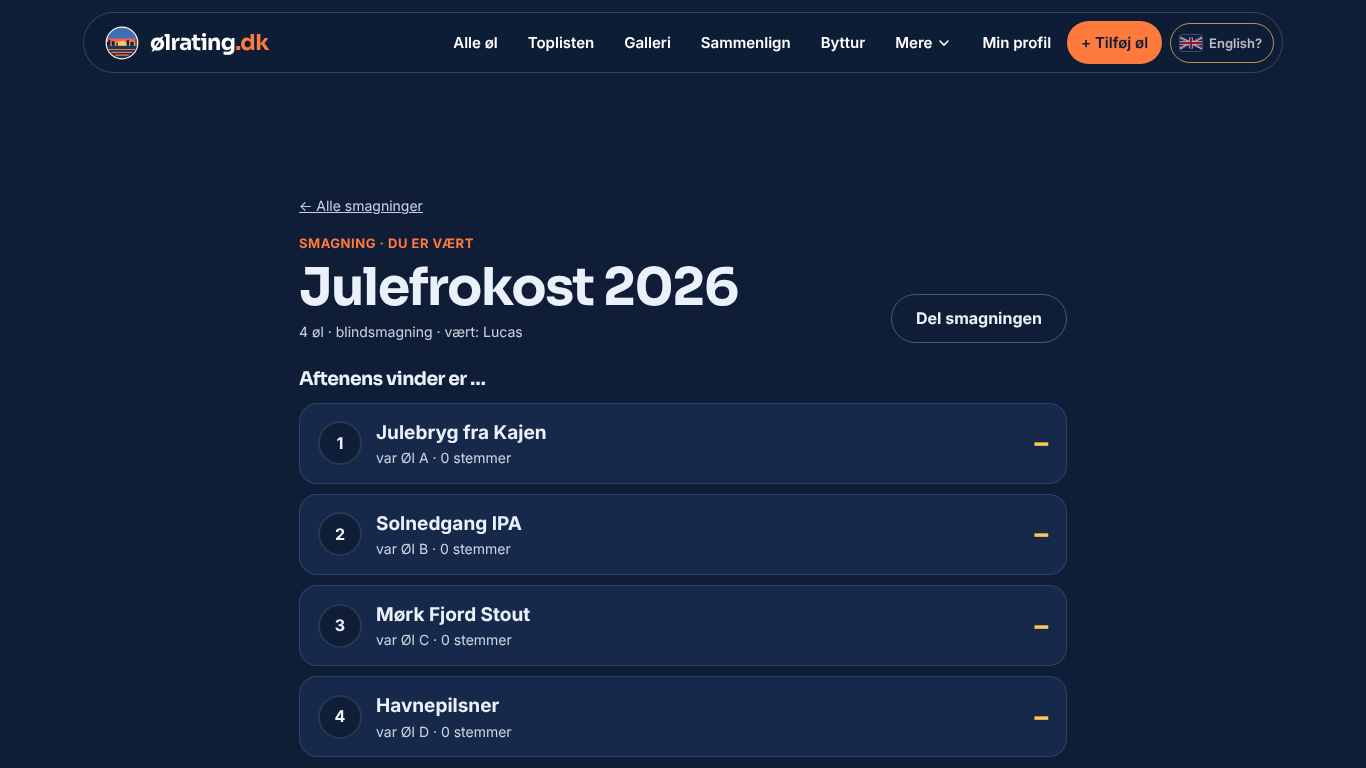 ølrating.dk
Alle øl
Toplisten
Galleri
Sammenlign
Byttur
Mere
Min profil
+ Tilføj øl
English?
← Alle smagninger
SMAGNING · DU ER VÆRT
Julefrokost 2026
4 øl · blindsmagning · vært: Lucas
Del smagningen
Aftenens vinder er ...
1
Julebryg fra Kajen
var Øl A · 0 stemmer
–
2
Solnedgang IPA
var Øl B · 0 stemmer
–
3
Mørk Fjord Stout
var Øl C · 0 stemmer
–
4
Havnepilsner
var Øl D · 0 stemmer
–